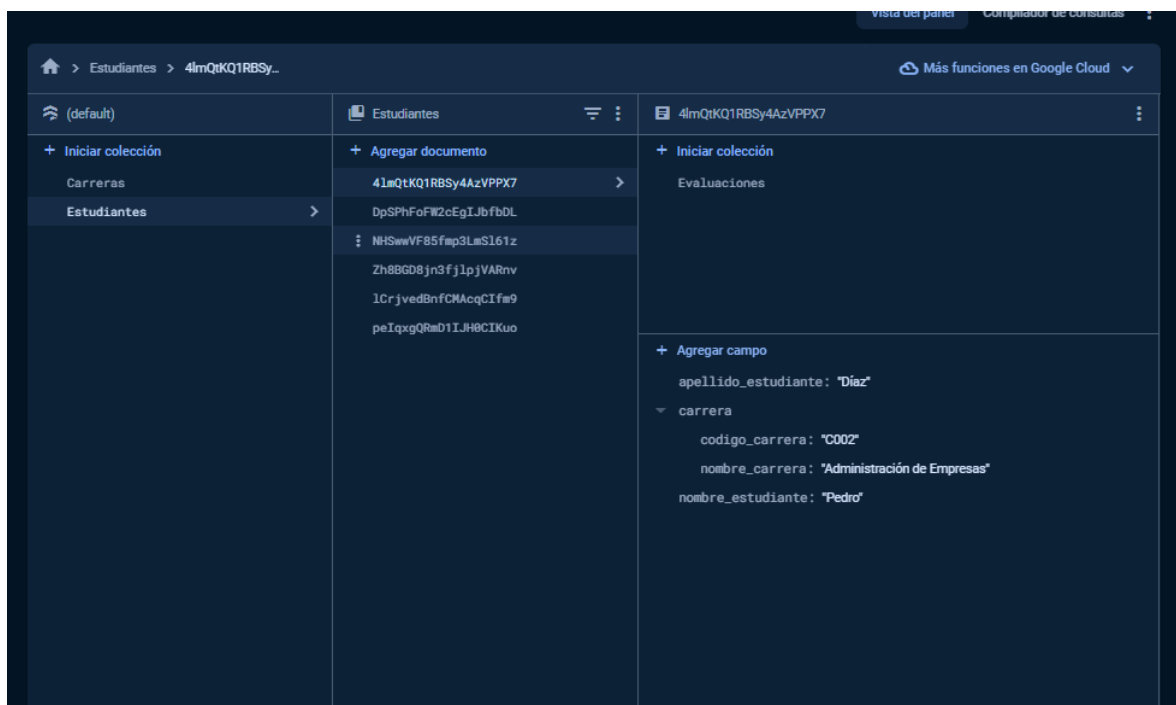 Vista del panel Compilador de consultas
Estudiantes > 4lmQtKQ1RBSy...
Más funciones en Google Cloud
(default)
Estudiantes
4lmQtKQ1RBSy4AzVPPX7
+ Iniciar colección
Carreras
Estudiantes
+ Agregar documento
4lmQtKQ1RBSy4AzVPPX7
DpSPhFoFW2cEgIJbfbDL
NHSwwVF85fmp3LmSl61z
Zh8BGD8jn3fjlpjVARnv
lCrjvedBnfCMAcqCIfm9
peIqxgQRmD1IJH0CIKuo
+ Iniciar colección
Evaluaciones
+ Agregar campo
apellido_estudiante: "Díaz"
carrera
codigo_carrera: "C002"
nombre_carrera: "Administración de Empresas"
nombre_estudiante: "Pedro"